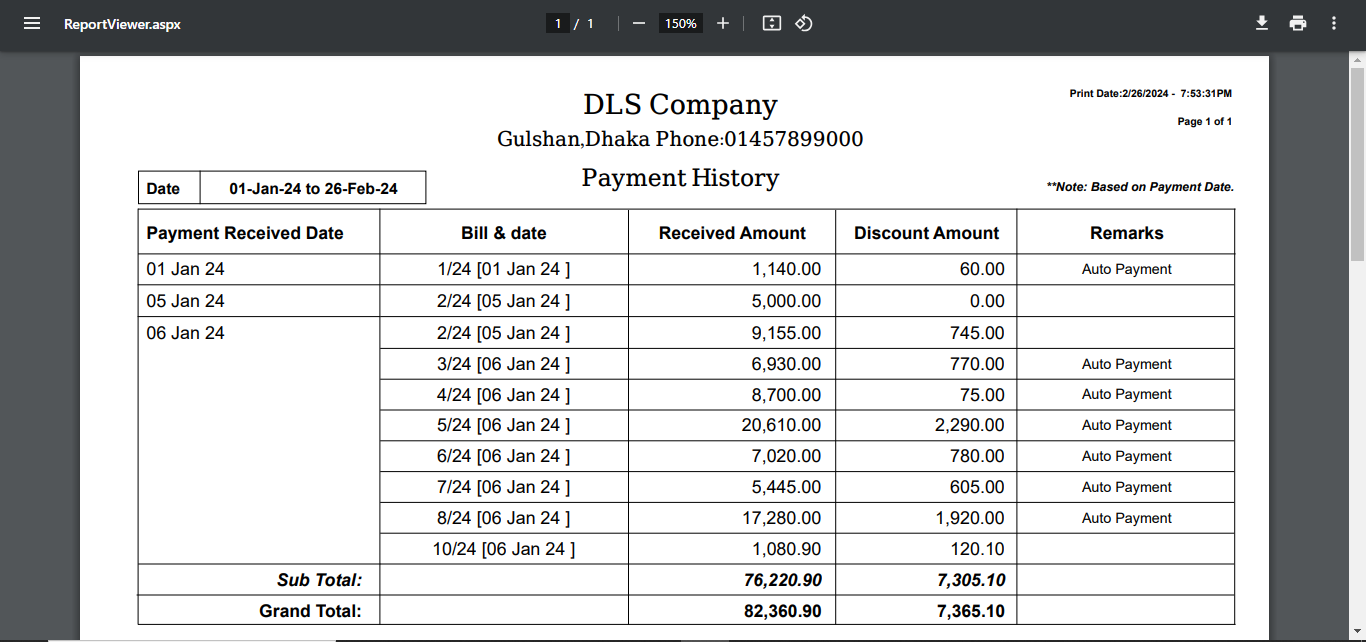 ReportViewer.aspx
1 / 1
150%
Print Date:2/26/2024 - 7:53:31PM
DLS Company
Page 1 of 1
Gulshan,Dhaka Phone:01457899000
Payment History
Date 01-Jan-24 to 26-Feb-24
**Note: Based on Payment Date.
Payment Received Date Bill & date Received Amount Discount Amount Remarks
01 Jan 24 1/24 [01 Jan 24 ] 1,140.00 60.00 Auto Payment
05 Jan 24 2/24 [05 Jan 24 ] 5,000.00 0.00
06 Jan 24 2/24 [05 Jan 24 ] 9,155.00 745.00
3/24 [06 Jan 24 ] 6,930.00 770.00 Auto Payment
4/24 [06 Jan 24 ] 8,700.00 75.00 Auto Payment
5/24 [06 Jan 24 ] 20,610.00 2,290.00 Auto Payment
6/24 [06 Jan 24 ] 7,020.00 780.00 Auto Payment
7/24 [06 Jan 24 ] 5,445.00 605.00 Auto Payment
8/24 [06 Jan 24 ] 17,280.00 1,920.00 Auto Payment
10/24 [06 Jan 24 ] 1,080.90 120.10
Sub Total: 76,220.90 7,305.10
Grand Total: 82,360.90 7,365.10